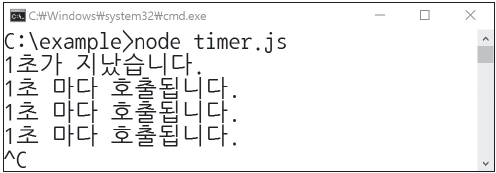 C:₩Windows₩system32₩cmd.exe
C:\example>node timer.js
1초가 지났습니다.
1초 마다 호출됩니다.
1초 마다 호출됩니다.
1초 마다 호출됩니다.
^C